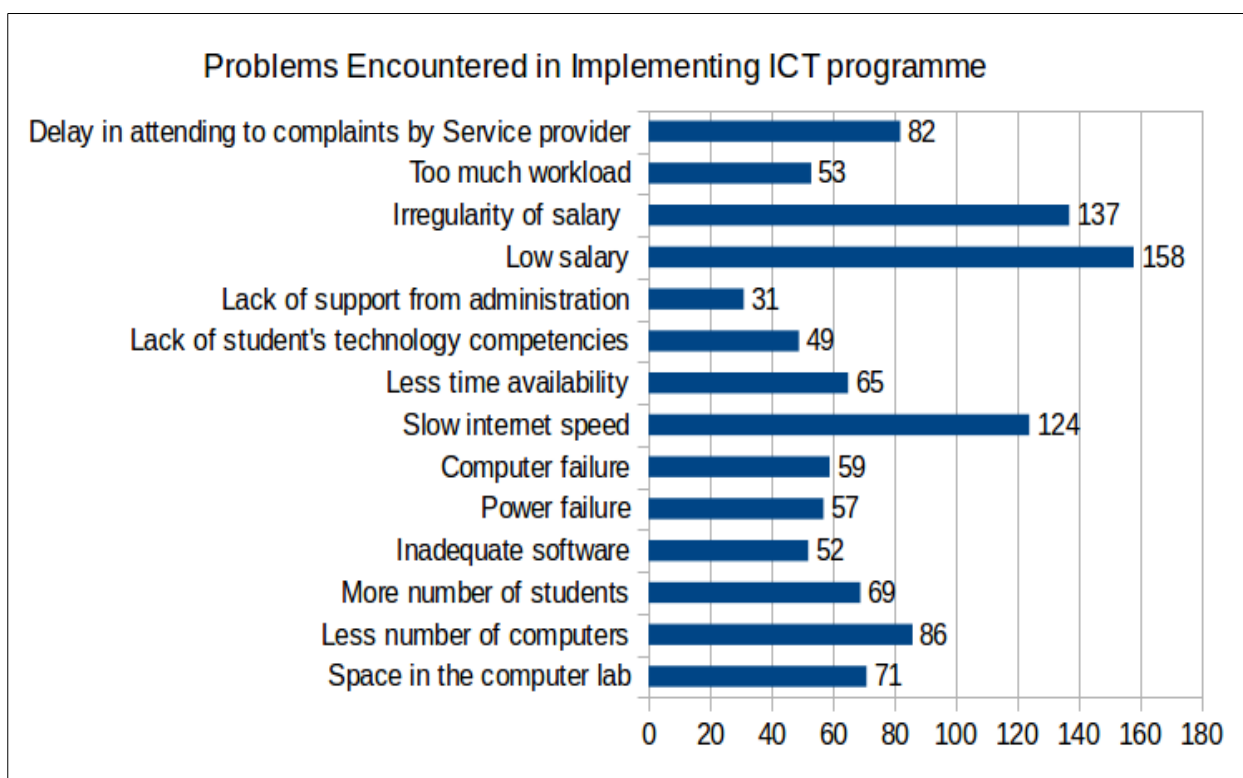 Problems Encountered in Implementing ICT programme
Delay in attending to complaints by Service provider 82
Too much workload 53
Irregularity of salary 137
Low salary 158
Lack of support from administration 31
Lack of student's technology competencies 49
Less time availability 65
Slow internet speed 124
Computer failure 59
Power failure 57
Inadequate software 52
More number of students 69
Less number of computers 86
Space in the computer lab 71
0 20 40 60 80 100 120 140 160 180